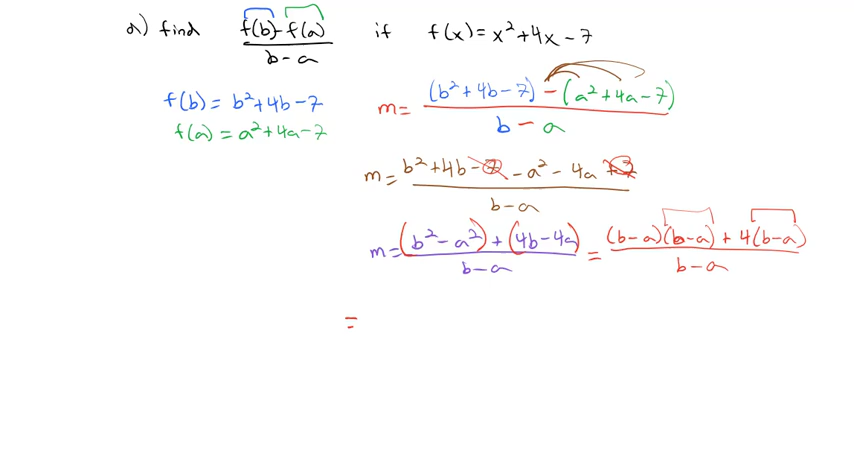 a) find (f(b) - f(a))/(b - a) if f(x) = x² + 4x - 7
f(b) = b² + 4b - 7
f(a) = a² + 4a - 7
m = ((b² + 4b - 7) - (a² + 4a - 7))/(b - a)
m = (b² + 4b - 7 - a² - 4a + 7)/(b - a)
m = ((b² - a²) + (4b - 4a))/(b - a) = ((b - a)(b - a) + 4(b - a))/(b - a)
=